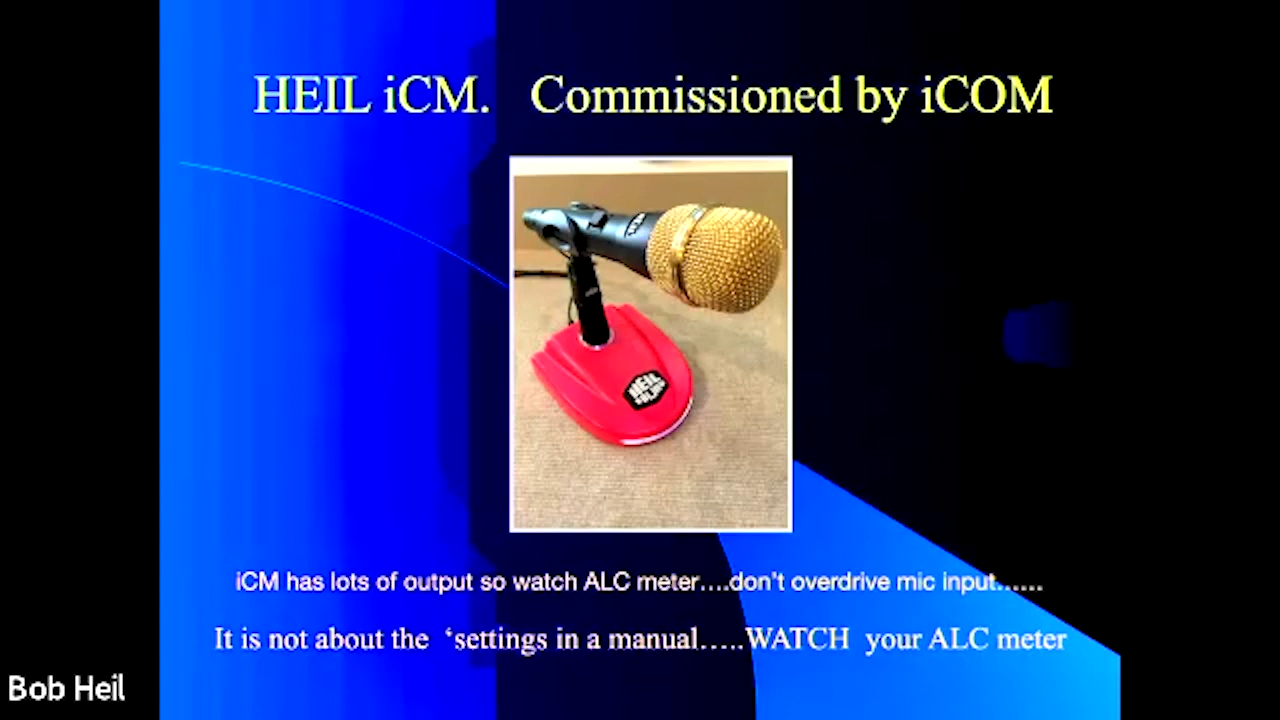 HEIL iCM.   Commissioned by iCOM
HEIL
iCM has lots of output so watch ALC meter....don't overdrive mic input......
It is not about the  ‘settings in a manual.....WATCH  your ALC meter
Bob Heil